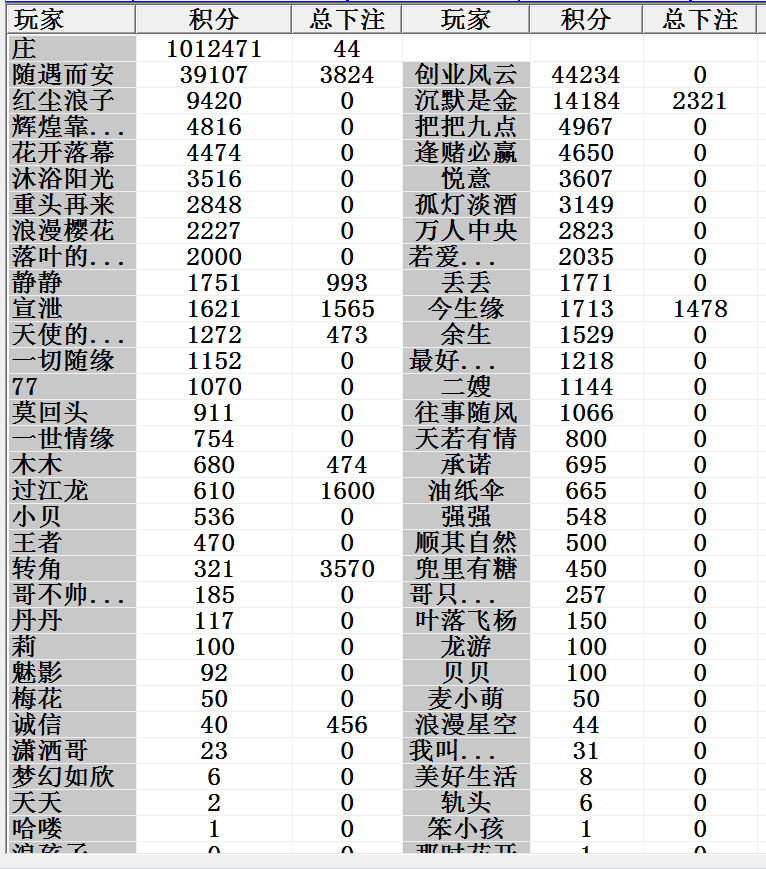 玩家 积分 总下注 玩家 积分 总下注
庄 1012471 44
随遇而安 39107 3824 创业风云 44234 0
红尘浪子 9420 0 沉默是金 14184 2321
辉煌靠... 4816 0 把把九点 4967 0
花开落幕 4474 0 逢赌必赢 4650 0
沐浴阳光 3516 0 悦意 3607 0
重头再来 2848 0 孤灯淡酒 3149 0
浪漫樱花 2227 0 万人中央 2823 0
落叶的... 2000 0 若爱... 2035 0
静静 1751 993 丢丢 1771 0
宣泄 1621 1565 今生缘 1713 1478
天使的... 1272 473 余生 1529 0
一切随缘 1152 0 最好... 1218 0
77 1070 0 二嫂 1144 0
莫回头 911 0 往事随风 1066 0
一世情缘 754 0 天若有情 800 0
木木 680 474 承诺 695 0
过江龙 610 1600 油纸伞 665 0
小贝 536 0 强强 548 0
王者 470 0 顺其自然 500 0
转角 321 3570 兜里有糖 450 0
哥不帅... 185 0 哥只... 257 0
丹丹 117 0 叶落飞杨 150 0
莉 100 0 龙游 100 0
魅影 92 0 贝贝 100 0
梅花 50 0 麦小萌 50 0
诚信 40 456 浪漫星空 44 0
潇洒哥 23 0 我叫... 31 0
梦幻如欣 6 0 美好生活 8 0
天天 2 0 轨头 6 0
哈喽 1 0 笨小孩 1 0